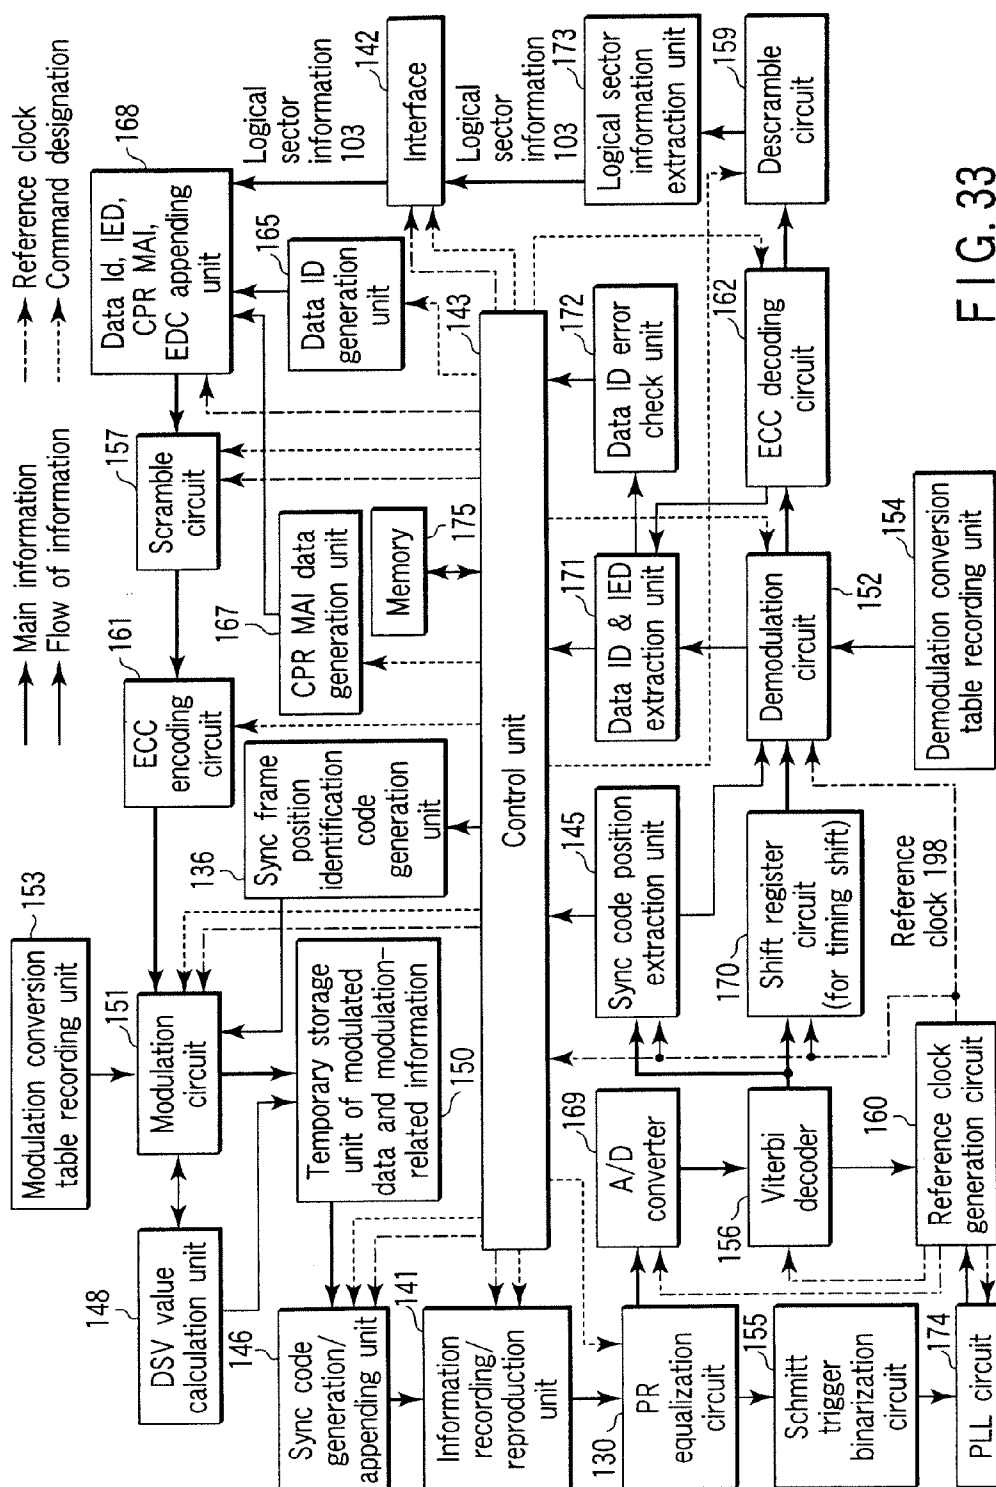 Main information
Flow of information
Reference clock
Command designation
Modulation conversion
table recording unit
153
DSV value
calculation unit
148
Modulation
circuit
151
ECC
encoding
circuit
161
Scramble
circuit
157
Data Id, IED,
CPR MAI,
EDC appending
unit
168
Logical
sector
information
103
Sync frame
position
identification
code
generation
unit
136
CPR MAI data
generation unit
167
Memory
175
Data ID
generation
unit
165
Interface
142
Sync code
generation/
appending unit
146
Temporary storage
unit of modulated
data and modulation-
related information
150
Information
recording/
reproduction
unit
141
Control unit
143
Logical
sector
information
103
PR
equalization
circuit
130
A/D
converter
169
Sync code position
extraction unit
145
Data ID & IED
extraction unit
171
Data ID error
check unit
172
Logical sector
information
extraction unit
173
Schmitt
trigger
binarization
circuit
155
Viterbi
decoder
156
Shift register
circuit
(for timing shift)
170
Demodulation
circuit
152
ECC decoding
circuit
162
Descramble
circuit
159
PLL circuit
174
Reference clock
generation circuit
160
Reference
clock 198
Demodulation conversion
table recording unit
154
FIG. 33